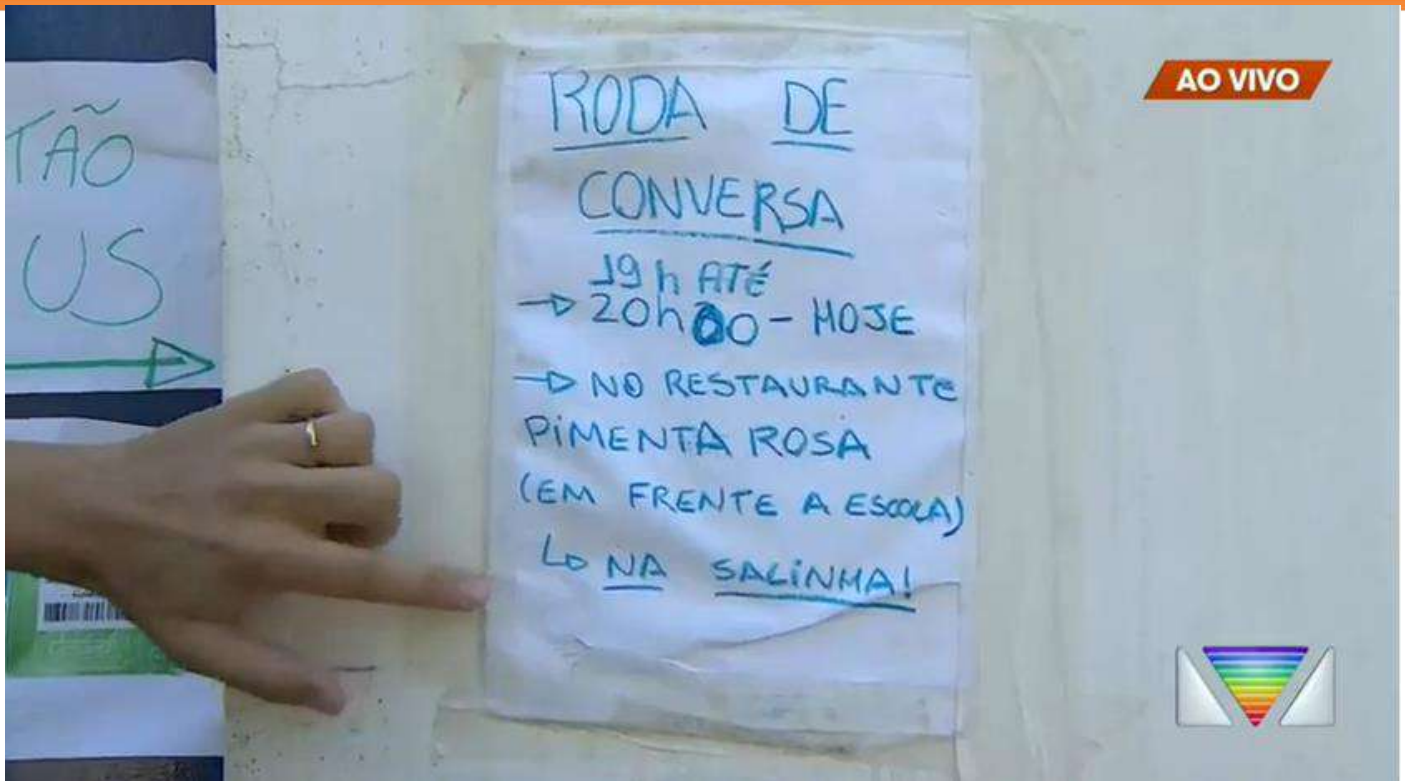 TÃO
US
RODA DE
CONVERSA
19h ATÉ
→ 20h00 - HOJE
→ NO RESTAURANTE
PIMENTA ROSA
(EM FRENTE A ESCOLA)
↳ NA SALINHA!
AO VIVO